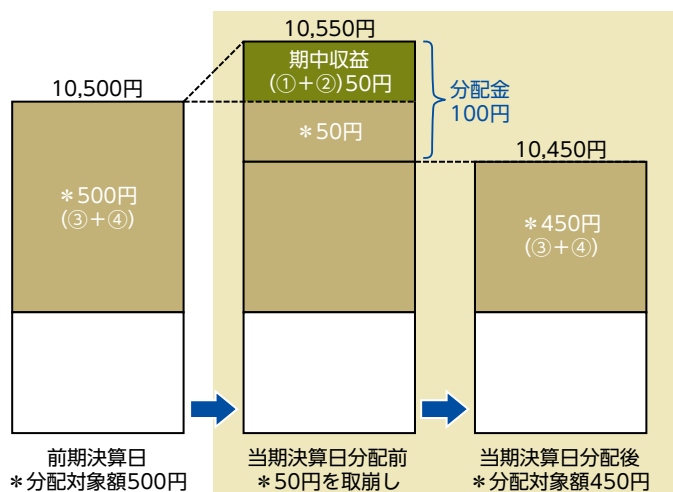 10,500円
＊500円
(③＋④)
前期決算日
＊分配対象額500円
10,550円
期中収益
(①＋②)50円
＊50円
分配金
100円
当期決算日分配前
＊50円を取崩し
10,450円
＊450円
(③＋④)
当期決算日分配後
＊分配対象額450円